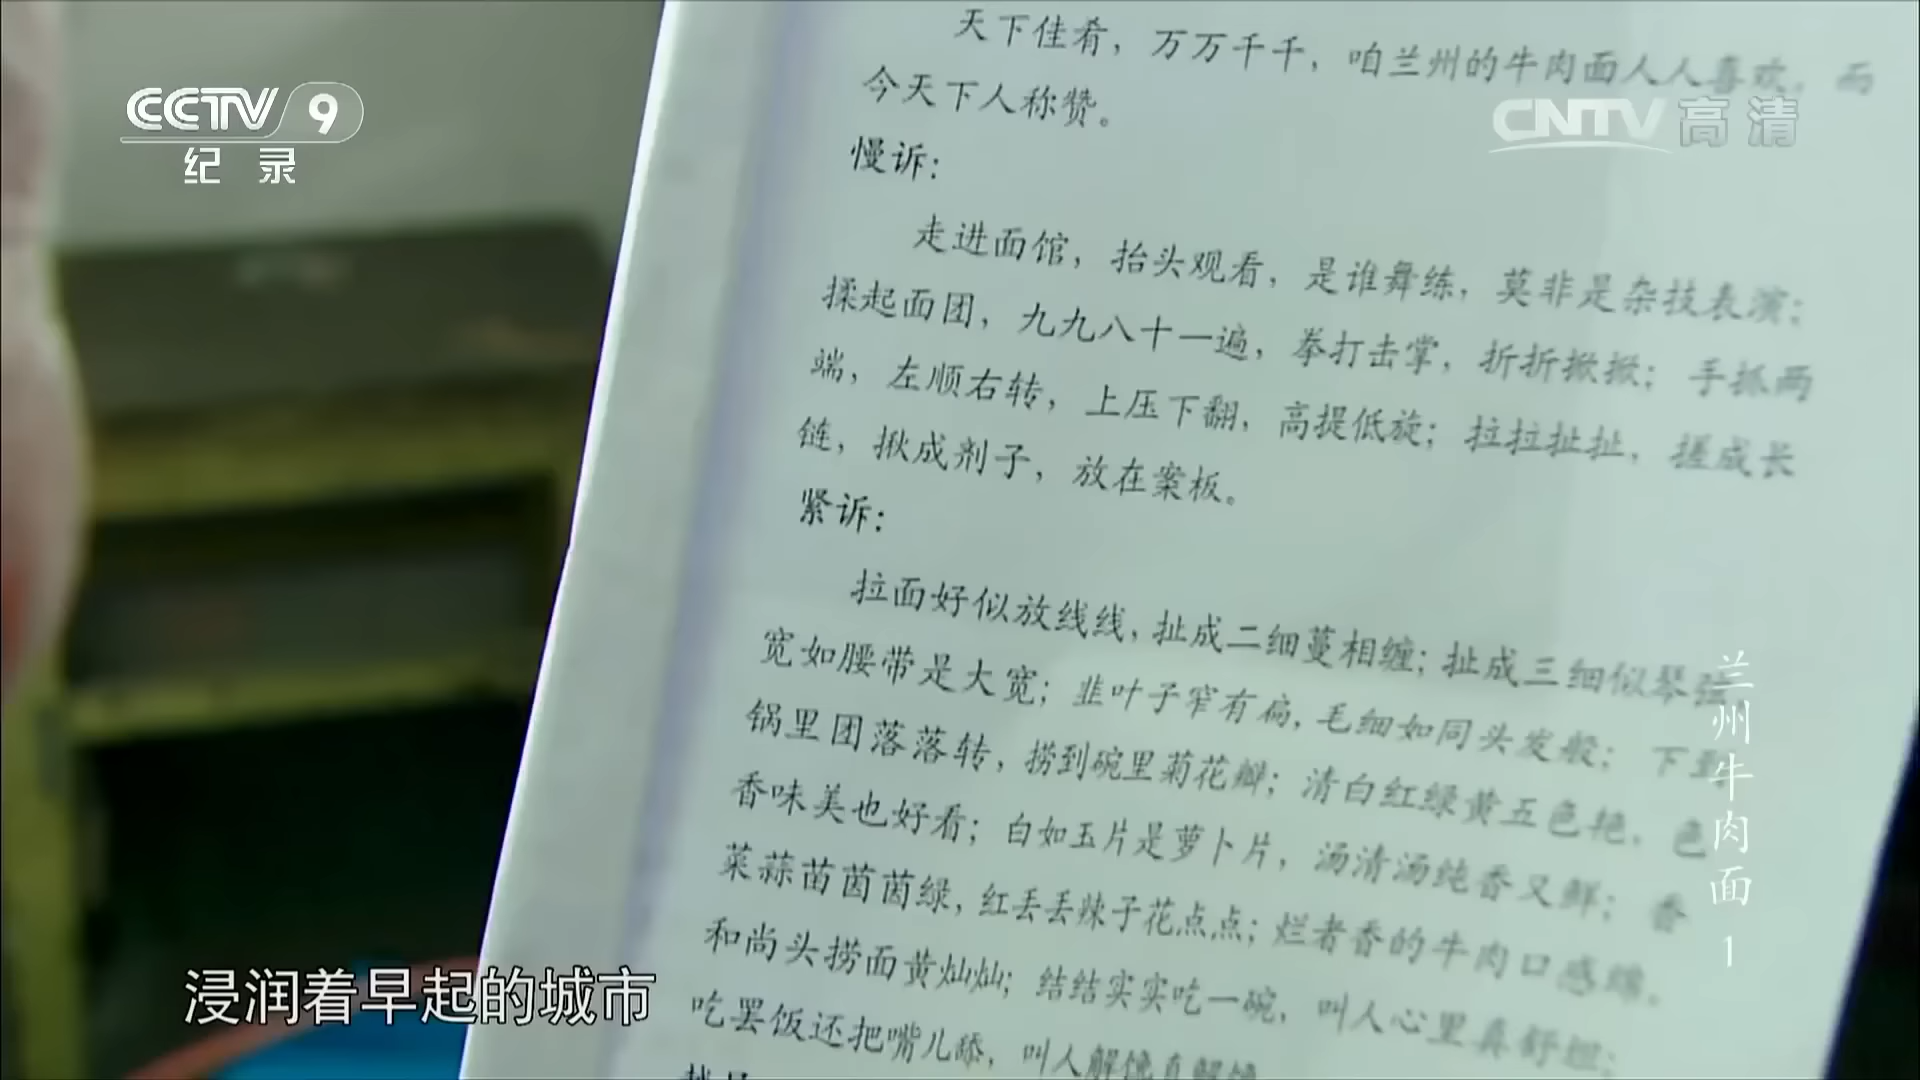 CCTV 9
纪 录
CNTV 高清
天下佳肴，万万千千，咱兰州的牛肉面人人喜欢，而
今天下人称赞。
慢诉：
走进面馆，抬头观看，是谁舞练，莫非是杂技表演；
揉起面团，九九八十一遍，拳打击掌，折折掀掀；手抓两
端，左顺右转，上压下翻，高提低旋；拉拉扯扯，搓成长
链，揪成剂子，放在案板。
紧诉：
拉面好似放线线，扯成二细蔓相缠；扯成三细似琴弦，
宽如腰带是大宽；韭叶子窄有扁，毛细如同头发般；下到
锅里团落落转，捞到碗里菊花瓣；清白红绿黄五色艳，色
香味美也好看；白如玉片是萝卜片，汤清汤纯香又鲜；香
菜蒜苗茵茵绿，红丢丢辣子花点点；烂者香的牛肉口感绵，
和尚头捞面黄灿灿；结结实实吃一碗，叫人心里真舒坦；
吃罢饭还把嘴儿舔，叫人解馋真解馋
兰州牛肉面 1
浸润着早起的城市